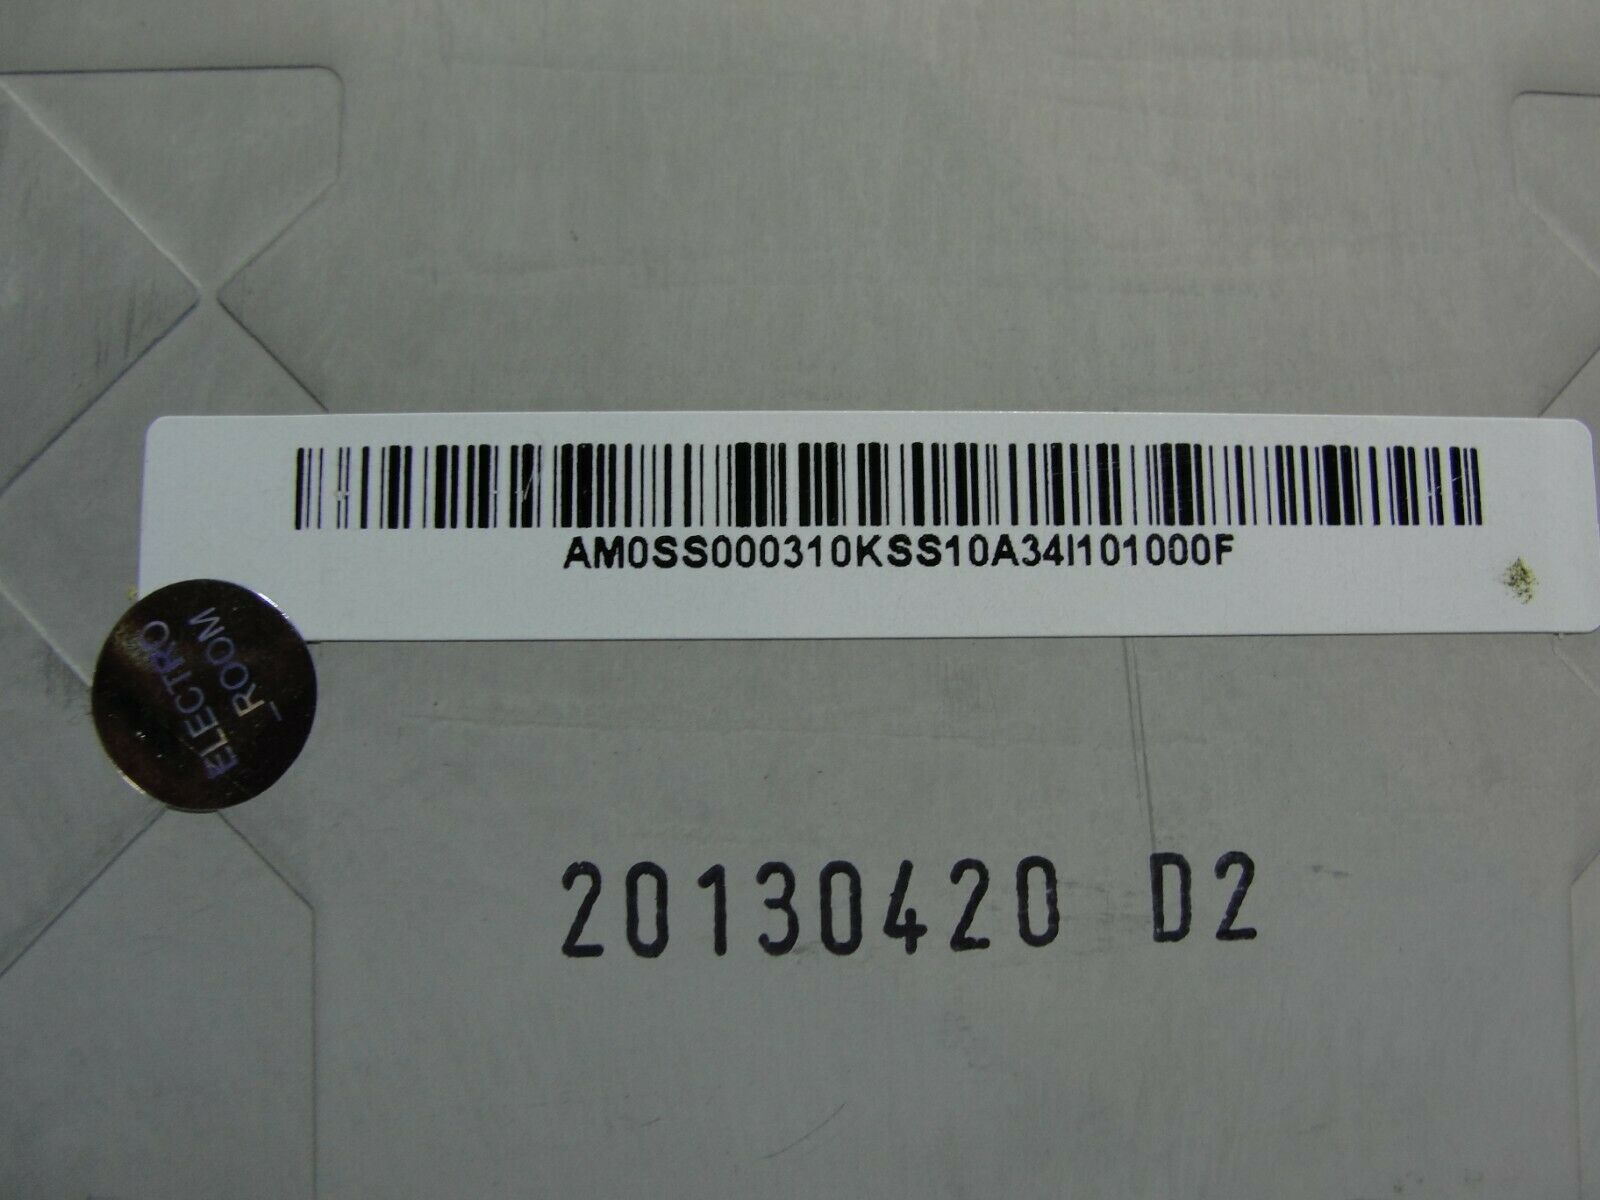 AM0SS000310KSS10A34I101000F
ELECTRO
_ROOM
20130420 D2